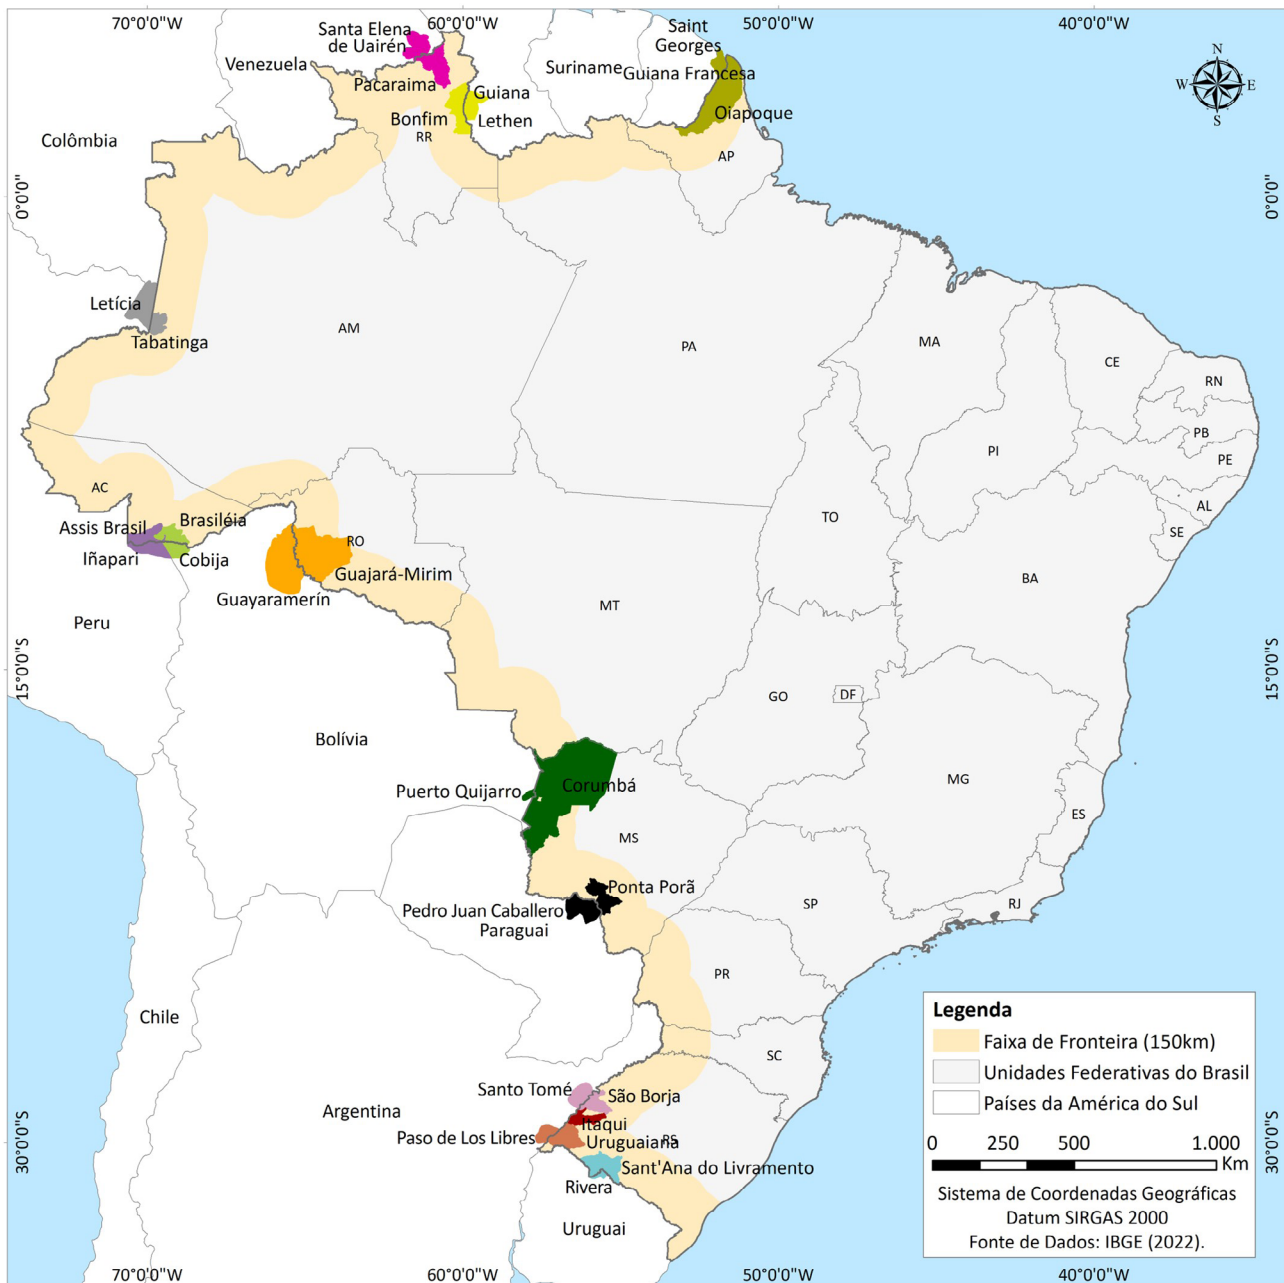 70°0'0"W
60°0'0"W
50°0'0"W
40°0'0"W
Santa Elena
de Uairén
Saint
Georges
Venezuela
Suriname
Guiana Francesa
Pacaraima
Guiana
Bonfim
Lethen
Oiapoque
N
W
E
S
Colômbia
RR
AP
0°0'0"
0°0'0"
Letícia
Tabatinga
AM
PA
MA
CE
RN
PB
PE
PI
AL
SE
AC
Assis Brasil
Brasiléia
Iñapari
Cobija
RO
Guajará-Mirim
Guayaramerín
TO
BA
MT
Peru
15°0'0"S
15°0'0"S
GO
DF
Bolívia
Puerto Quijarro
Corumbá
MG
ES
MS
Ponta Porã
Pedro Juan Caballero
Paraguai
SP
RJ
PR
Chile
SC
Santo Tomé
São Borja
Argentina
Itaqui
Paso de Los Libres
Uruguaiana
RS
Sant'Ana do Livramento
Rivera
Uruguai
30°0'0"S
30°0'0"S
Legenda
Faixa de Fronteira (150km)
Unidades Federativas do Brasil
Países da América do Sul
0 250 500 1.000
Km
Sistema de Coordenadas Geográficas
Datum SIRGAS 2000
Fonte de Dados: IBGE (2022).
70°0'0"W
60°0'0"W
50°0'0"W
40°0'0"W